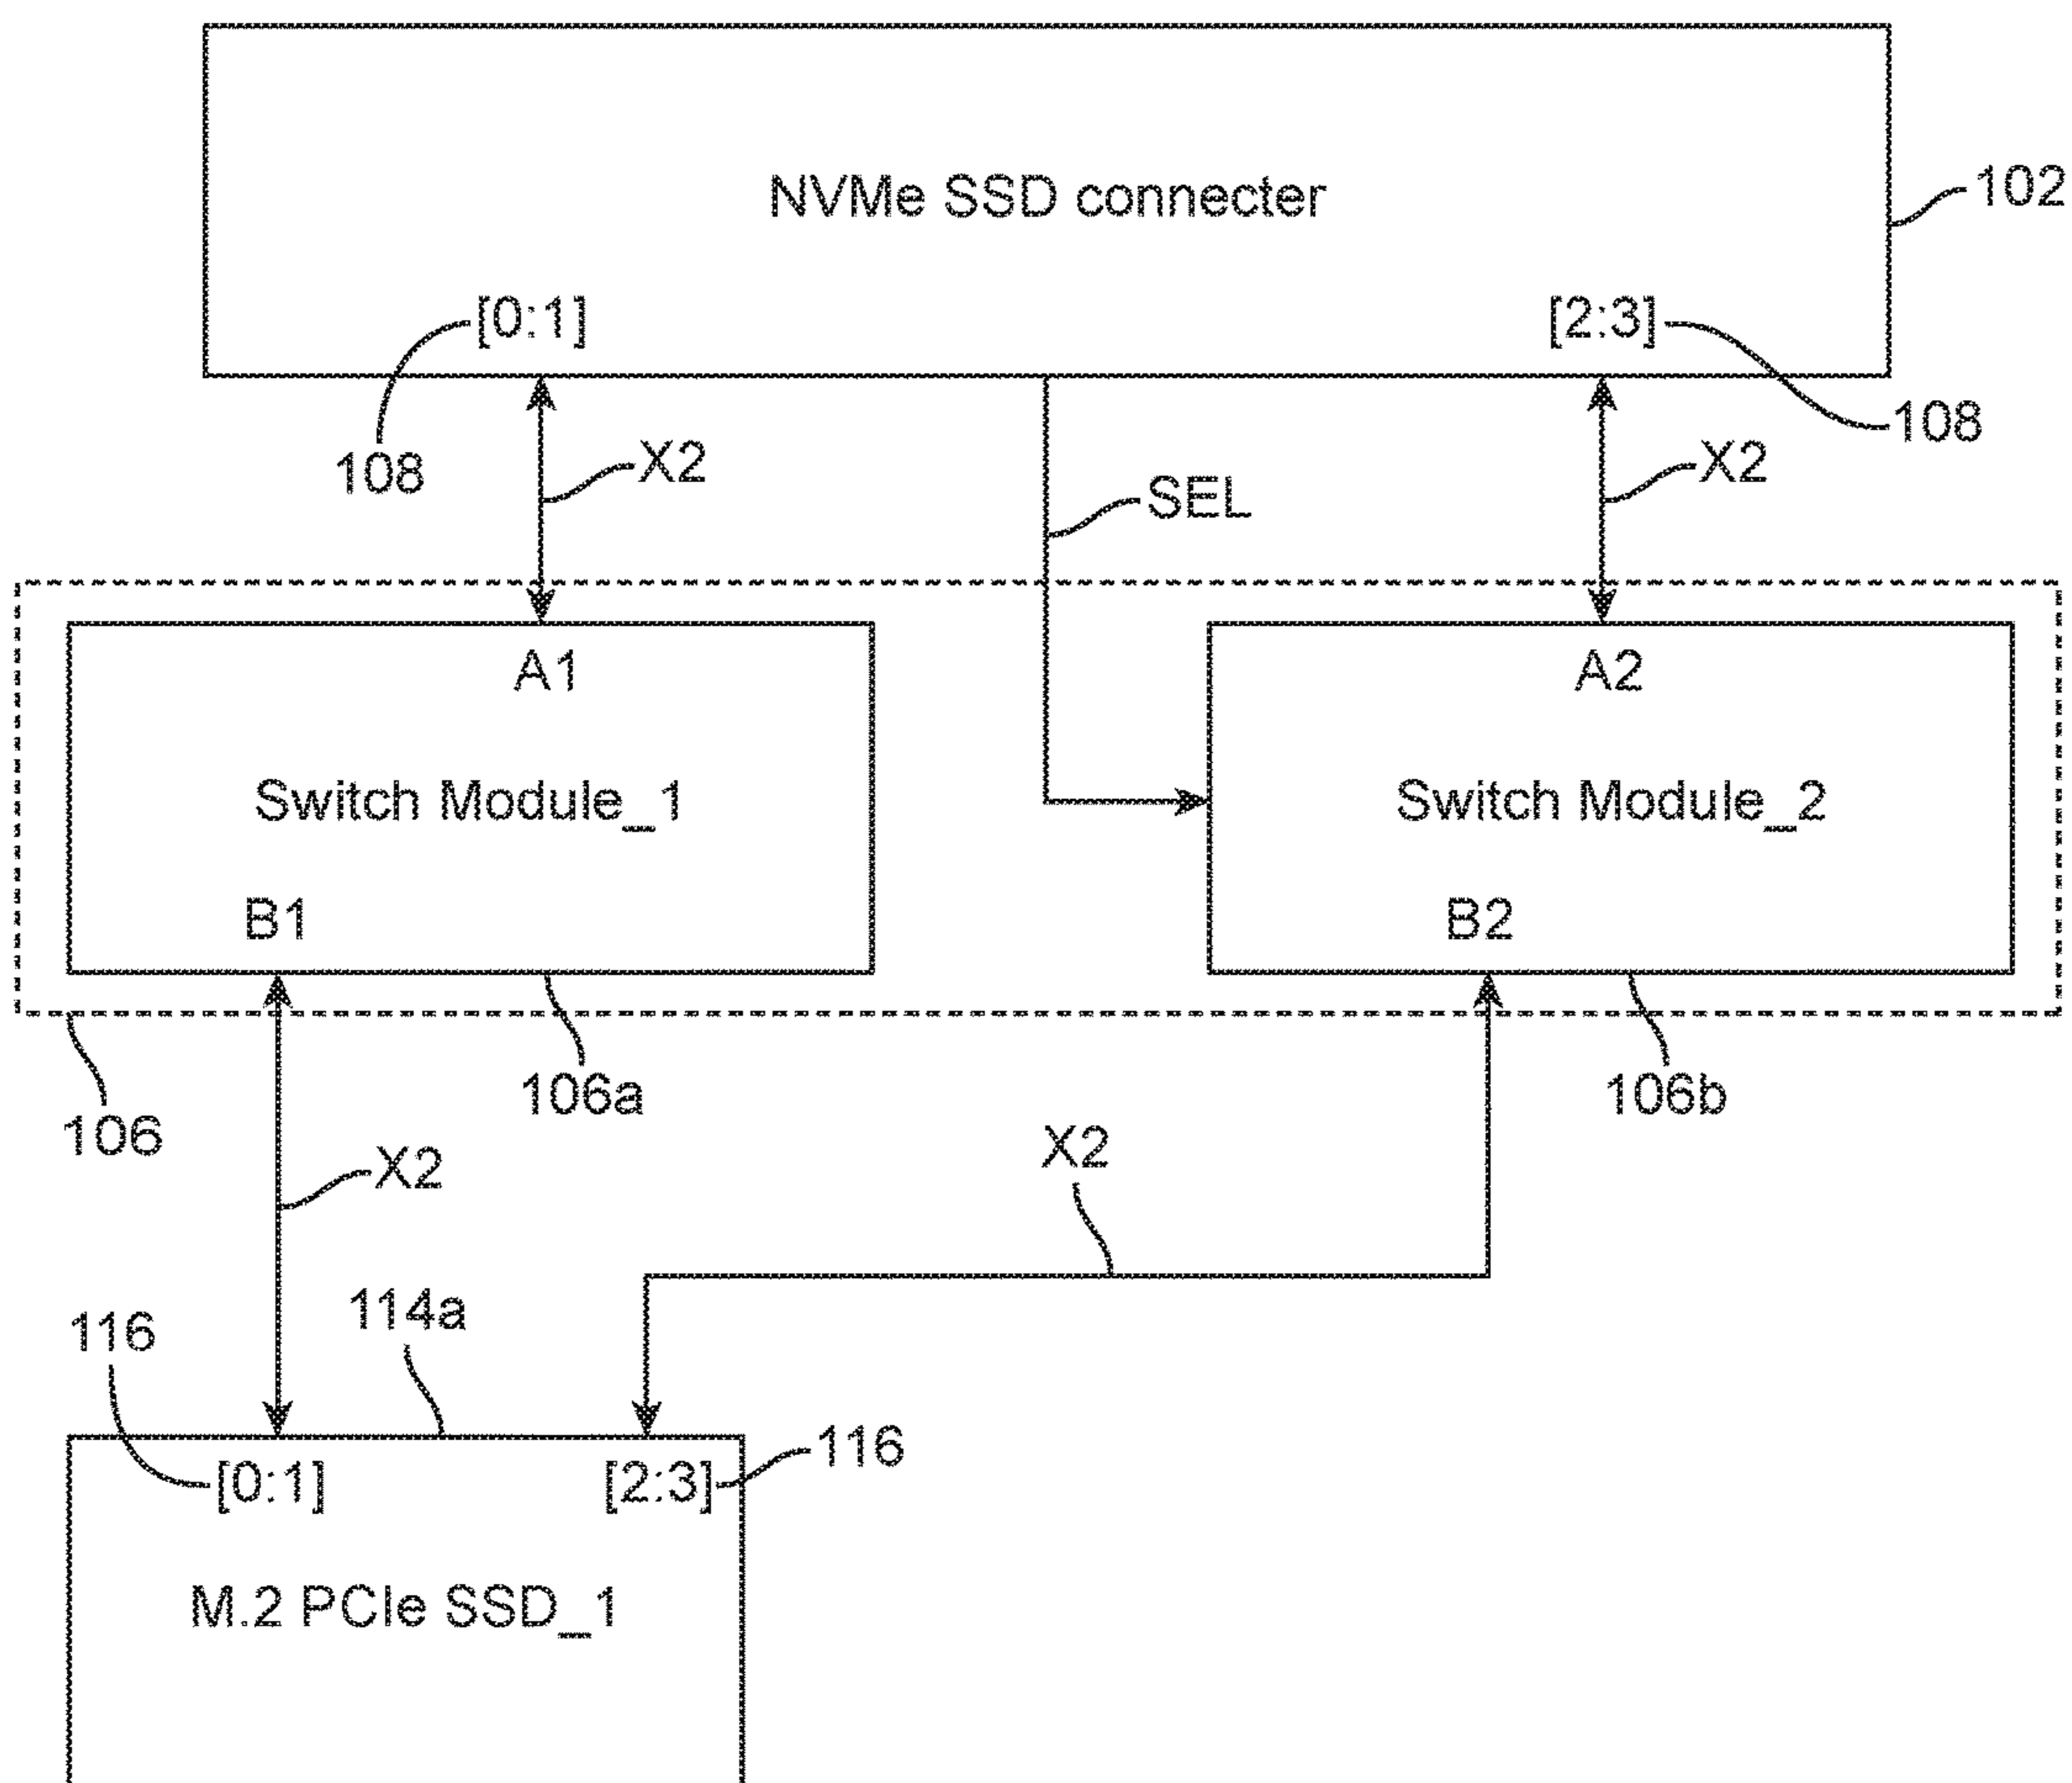 NVMe SSD connecter
102
[0:1]
[2:3]
108
108
X2
X2
SEL
A1
A2
Switch Module_1
Switch Module_2
B1
B2
106a
106b
106
X2
X2
114a
116
116
[0:1]
[2:3]
M.2 PCIe SSD_1